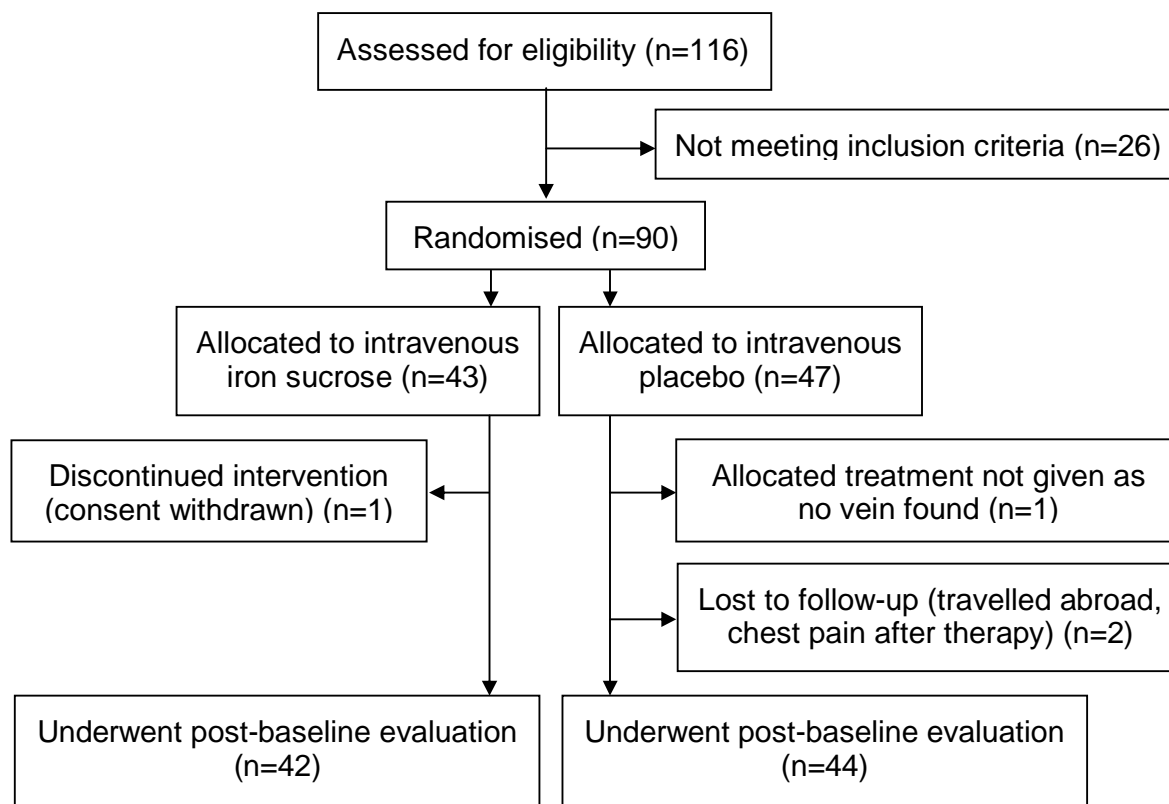 Assessed for eligibility (n=116)
Not meeting inclusion criteria (n=26)
Randomised (n=90)
Allocated to intravenous
iron sucrose (n=43)
Allocated to intravenous
placebo (n=47)
Discontinued intervention
(consent withdrawn) (n=1)
Allocated treatment not given as
no vein found (n=1)
Lost to follow-up (travelled abroad,
chest pain after therapy) (n=2)
Underwent post-baseline evaluation
(n=42)
Underwent post-baseline evaluation
(n=44)